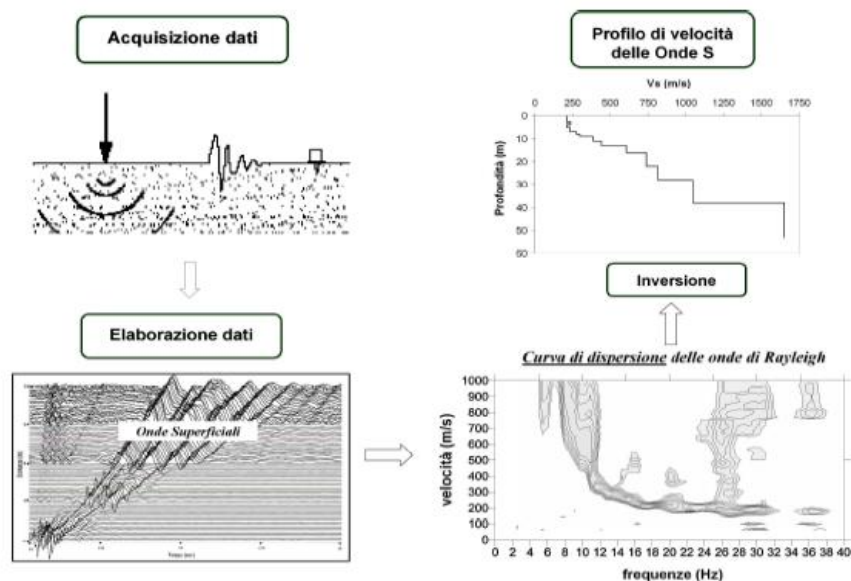 Acquisizione dati
Profilo di velocità
delle Onde S
Vs (m/s)
0 250 500 750 1000 1250 1500 1750
Profondità (m)
0
10
20
30
40
50
60
Elaborazione dati
Inversione
Onde Superficiali
Curva di dispersione delle onde di Rayleigh
velocità (m/s)
1000
900
800
700
600
500
400
300
200
100
0
0 2 4 6 8 10 12 14 16 18 20 22 24 26 28 30 32 34 36 38 40
frequenze (Hz)